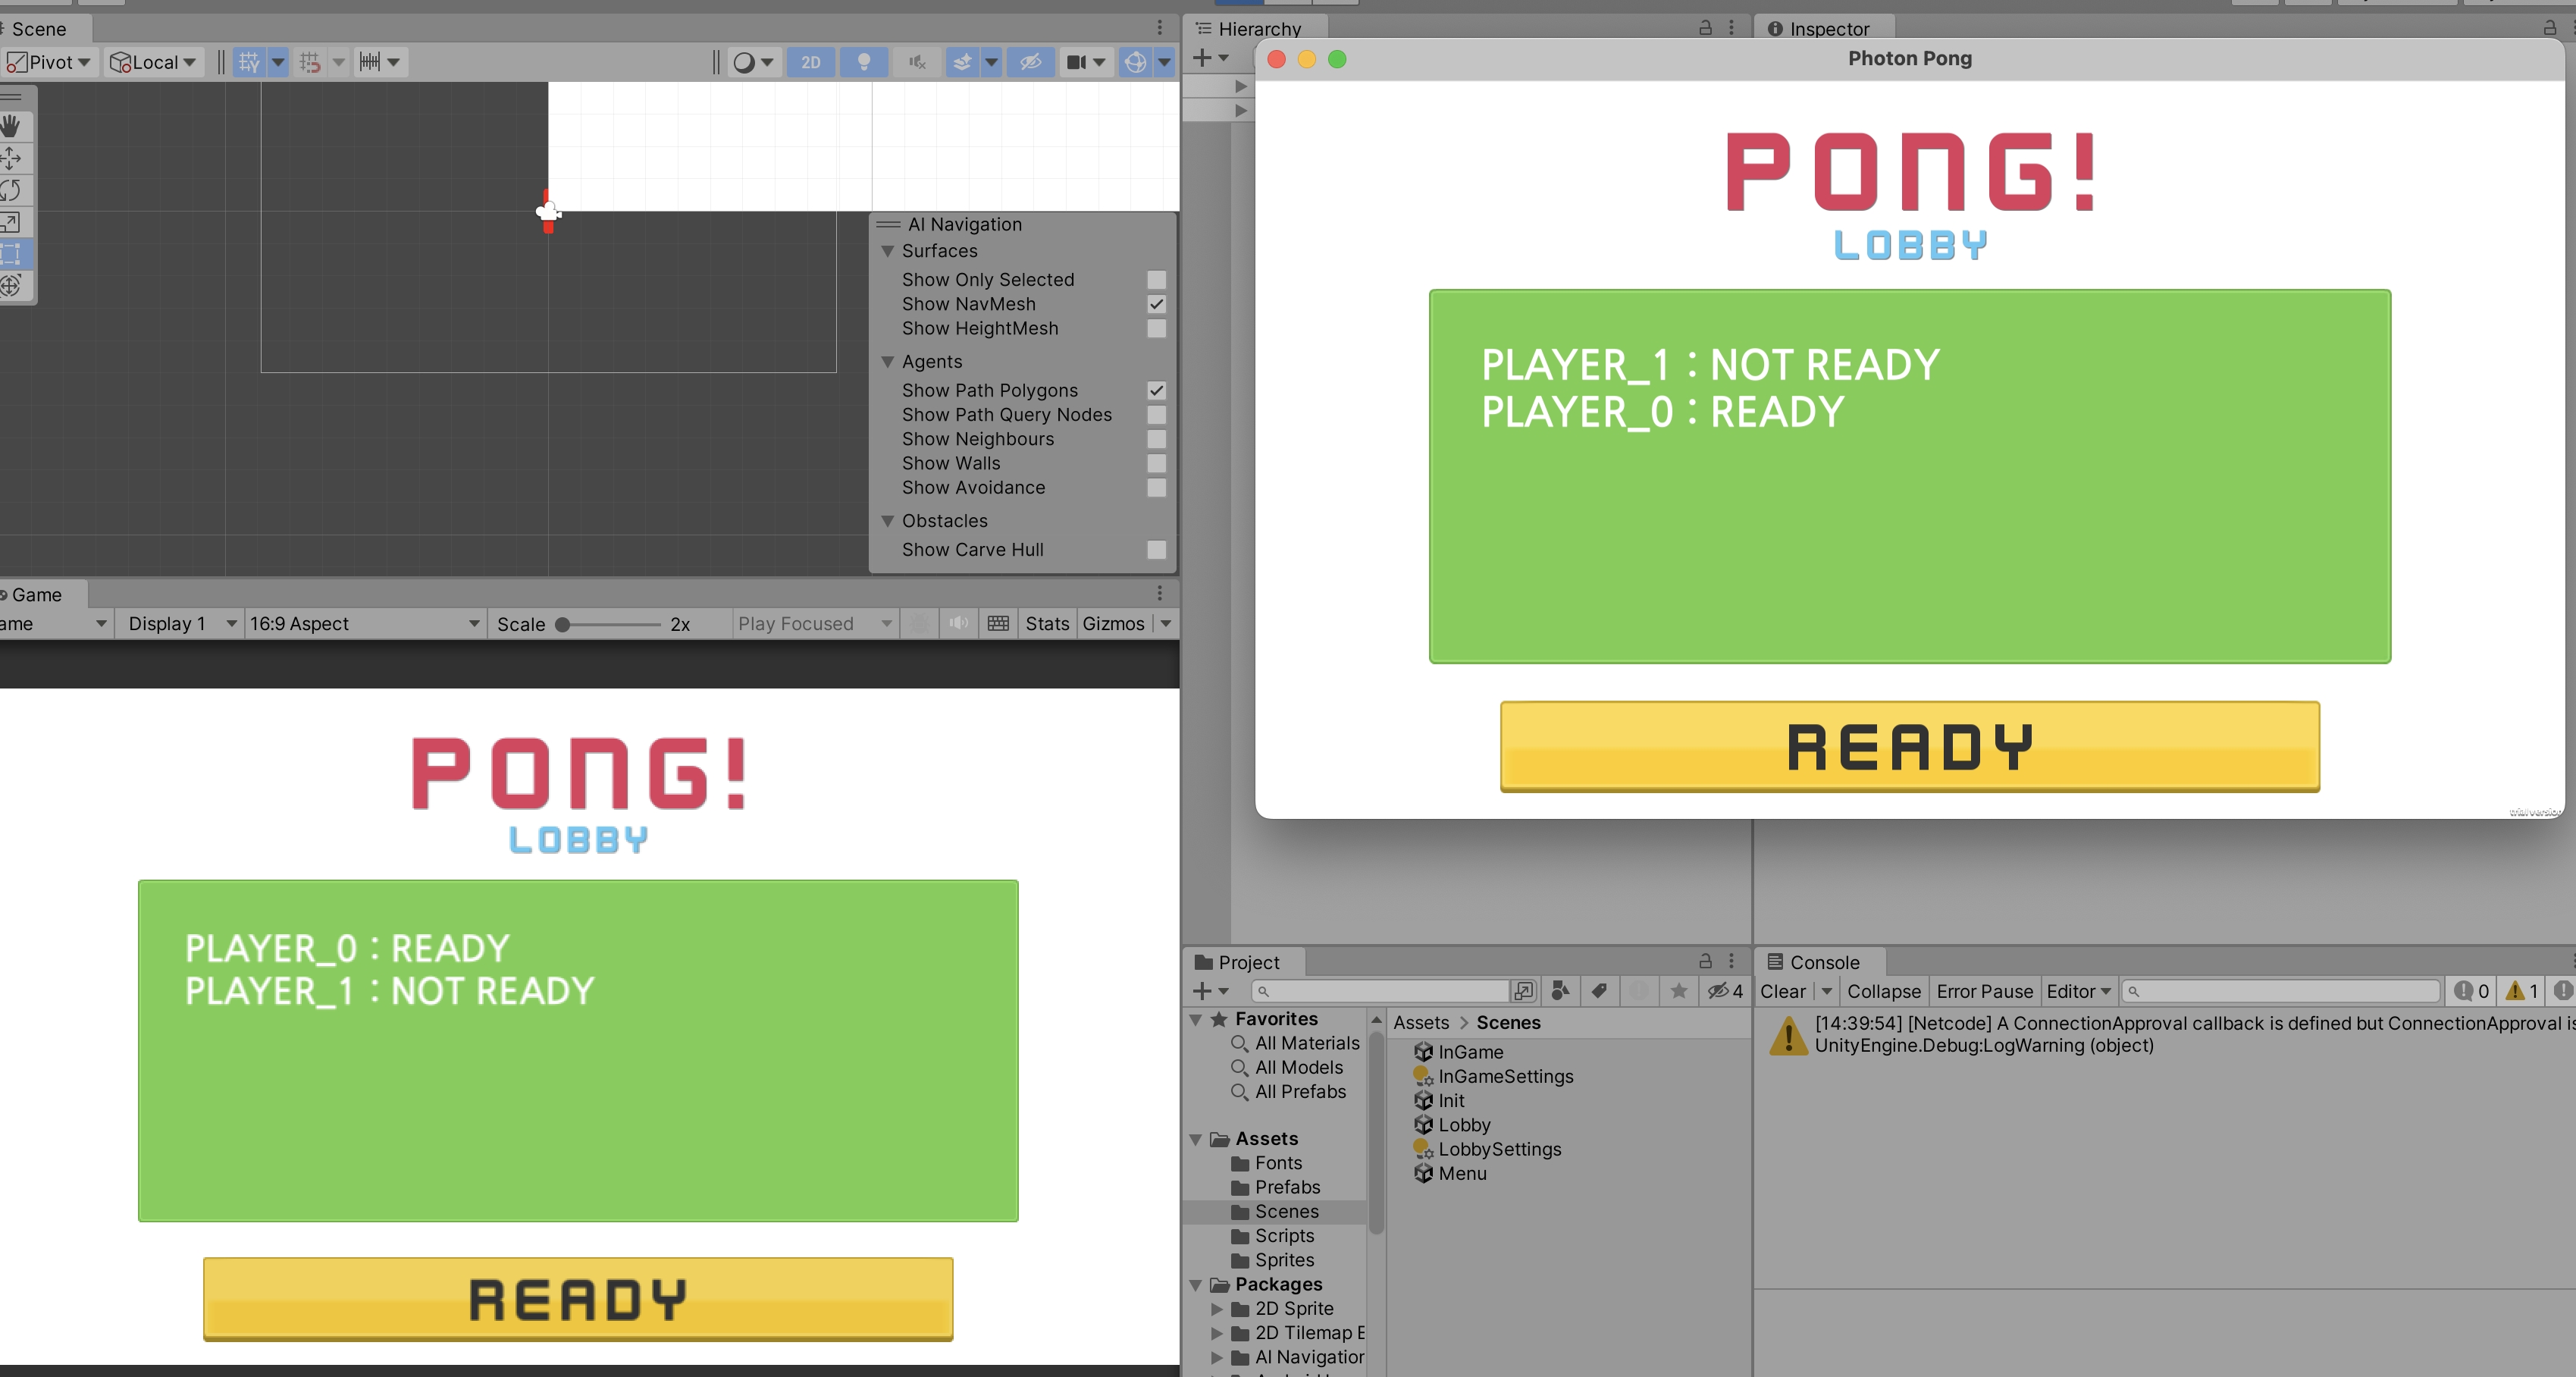 Scene
Pivot
Local
2D
AI Navigation
Surfaces
Show Only Selected
Show NavMesh
Show HeightMesh
Agents
Show Path Polygons
Show Path Query Nodes
Show Neighbours
Show Walls
Show Avoidance
Obstacles
Show Carve Hull
Game
ame
Display 1
16:9 Aspect
Scale
2x
Play Focused
Stats
Gizmos
PONG!
LOBBY
PLAYER_0 : READY
PLAYER_1 : NOT READY
READY
Hierarchy
Inspector
Photon Pong
PONG!
LOBBY
PLAYER_1 : NOT READY
PLAYER_0 : READY
READY
trial version
Project
4
Favorites
All Materials
All Models
All Prefabs
Assets
Fonts
Prefabs
Scenes
Scripts
Sprites
Packages
2D Sprite
2D Tilemap E
AI Navigation
Assets > Scenes
InGame
InGameSettings
Init
Lobby
LobbySettings
Menu
Console
Clear
Collapse
Error Pause
Editor
0
1
[14:39:54] [Netcode] A ConnectionApproval callback is defined but ConnectionApproval is
UnityEngine.Debug:LogWarning (object)